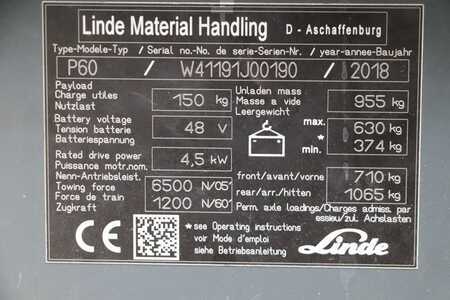 Linde Material Handling D - Aschaffenburg
Type-Modele-Typ / Serial no.-No. de serie-Serien-Nr. / year-annee-Baujahr
P60 / W41191J00190 / 2018
Payload
Charge utiles
Nutzlast
150 kg
Unladen mass
Masse a vide
Leergewicht
955 kg
Battery voltage
Tension batterie
Batteriespannung
48 V
max.
630 kg
*
min.
374 kg
Rated drive power
Puissance motr.nom.
Nenn-Antriebsleist.
4,5 kW
Towing force
Force de train
Zugkraft
6500 N/05'
1200 N/60'
front/avant/vorne
710 kg
rear/arr./hitten
1065 kg
Perm. axle loadings/Charges admiss. par
essieu/zul. Achslasten
CE
*see Operating instructions
voir Mode d'emploi
siehe Betriebsanleitung
Linde